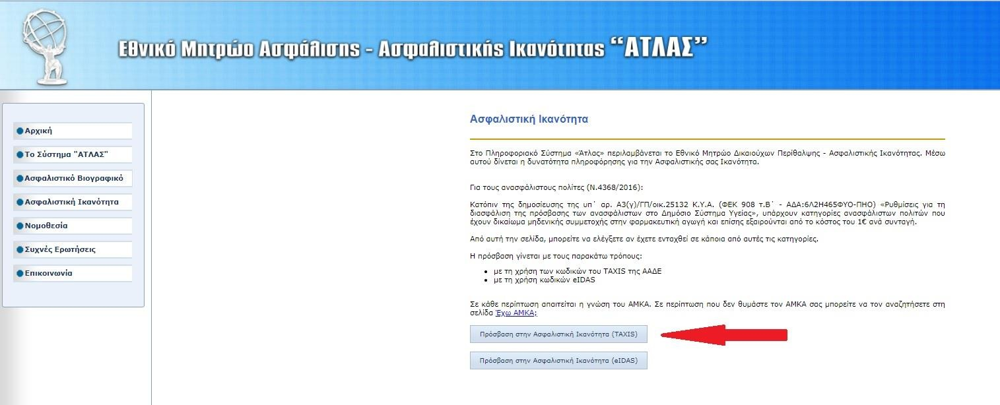 Εθνικό Μητρώο Ασφάλισης - Ασφαλιστικής Ικανότητας “ΑΤΛΑΣ”
Αρχική
Το Σύστημα "ΑΤΛΑΣ"
Ασφαλιστικό Βιογραφικό
Ασφαλιστική Ικανότητα
Νομοθεσία
Συχνές Ερωτήσεις
Επικοινωνία
Ασφαλιστική Ικανότητα
Στο Πληροφοριακό Σύστημα «Άτλας» περιλαμβάνεται το Εθνικό Μητρώο Δικαιούχων Περίθαλψης - Ασφαλιστικής Ικανότητας. Μέσω
αυτού δίνεται η δυνατότητα πληροφόρησης για την Ασφαλιστικής σας Ικανότητα.
Για τους ανασφάλιστους πολίτες (Ν.4368/2016):
Κατόπιν της δημοσίευσης της υπ΄ αρ. Α3(γ)/ΓΠ/οικ.25132 Κ.Υ.Α. (ΦΕΚ 908 τ.Β΄ - ΑΔΑ:6Λ2Η465ΦΥΟ-ΠΗΟ) «Ρυθμίσεις για τη
διασφάλιση της πρόσβασης των ανασφάλιστων στο Δημόσιο Σύστημα Υγείας», υπάρχουν κατηγορίες ανασφάλιστων πολιτών που
έχουν δικαίωμα μηδενικής συμμετοχής στην φαρμακευτική αγωγή και επίσης εξαιρούνται από το κόστος του 1€ ανά συνταγή.
Από αυτή την σελίδα, μπορείτε να ελέγξετε αν έχετε ενταχθεί σε κάποια από αυτές τις κατηγορίες.
Η πρόσβαση γίνεται με τους παρακάτω τρόπους:
• με τη χρήση των κωδικών του TAXIS της ΑΑΔΕ
• με τη χρήση κωδικών eIDAS
Σε κάθε περίπτωση απαιτείται η γνώση του ΑΜΚΑ. Σε περίπτωση που δεν θυμάστε τον ΑΜΚΑ σας μπορείτε να τον αναζητήσετε στη
σελίδα Έχω ΑΜΚΑ;
Πρόσβαση στην Ασφαλιστική Ικανότητα (TAXIS)
Πρόσβαση στην Ασφαλιστική Ικανότητα (eIDAS)